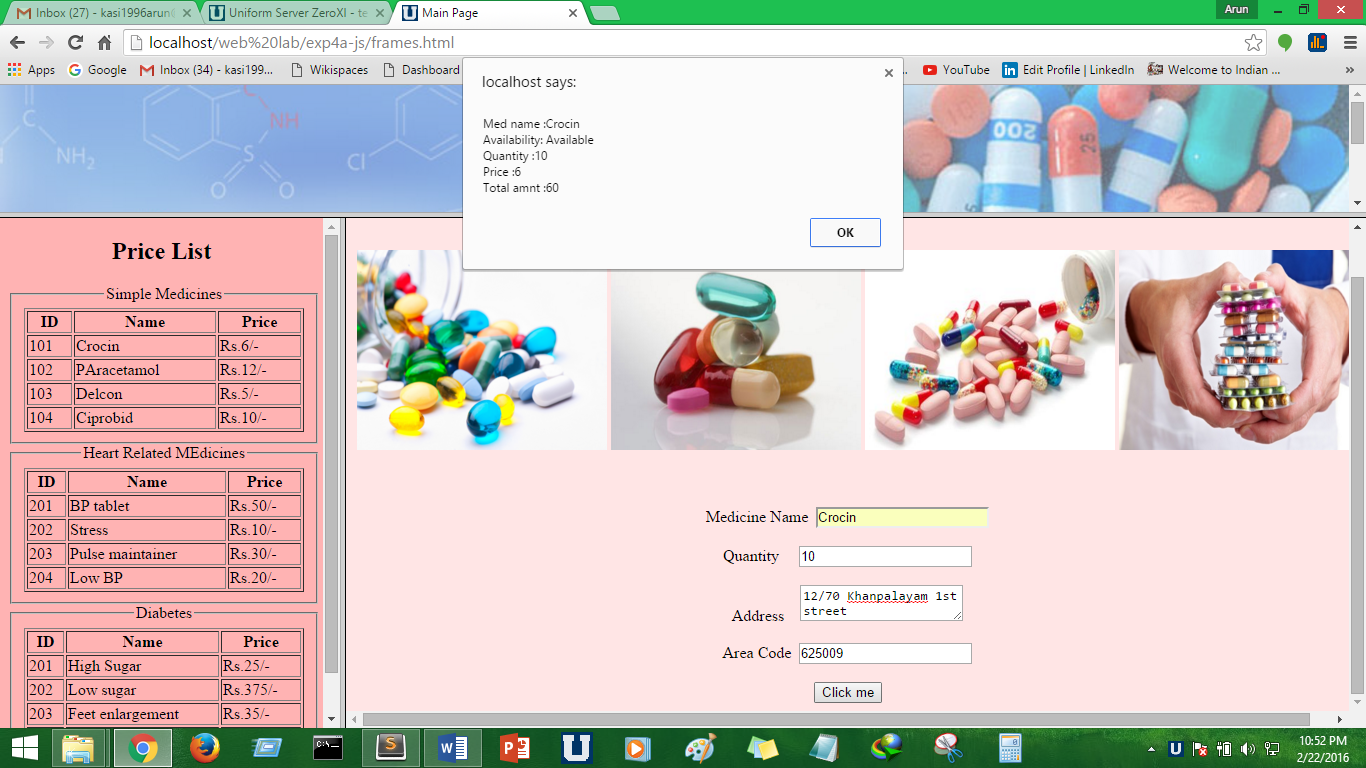 Inbox (27) - kasi1996arun@
Uniform Server ZeroXI - te
Main Page
Arun
localhost/web%20lab/exp4a-js/frames.html
Apps
Google
Inbox (34) - kasi199...
Wikispaces
Dashboard
YouTube
Edit Profile | LinkedIn
Welcome to Indian ...
»
localhost says:
Med name :Crocin
Availability: Available
Quantity :10
Price :6
Total amnt :60
OK
NH2
NH
S
O
O
Cl
200
25
Price List
Simple Medicines
ID Name Price
101 Crocin Rs.6/-
102 PAracetamol Rs.12/-
103 Delcon Rs.5/-
104 Ciprobid Rs.10/-
Heart Related MEdicines
ID Name Price
201 BP tablet Rs.50/-
202 Stress Rs.10/-
203 Pulse maintainer Rs.30/-
204 Low BP Rs.20/-
Diabetes
ID Name Price
201 High Sugar Rs.25/-
202 Low sugar Rs.375/-
203 Feet enlargement Rs.35/-
Medicine Name Crocin
Quantity 10
Address 12/70 Khanpalayam 1st
street
Area Code 625009
Click me
10:52 PM
2/22/2016